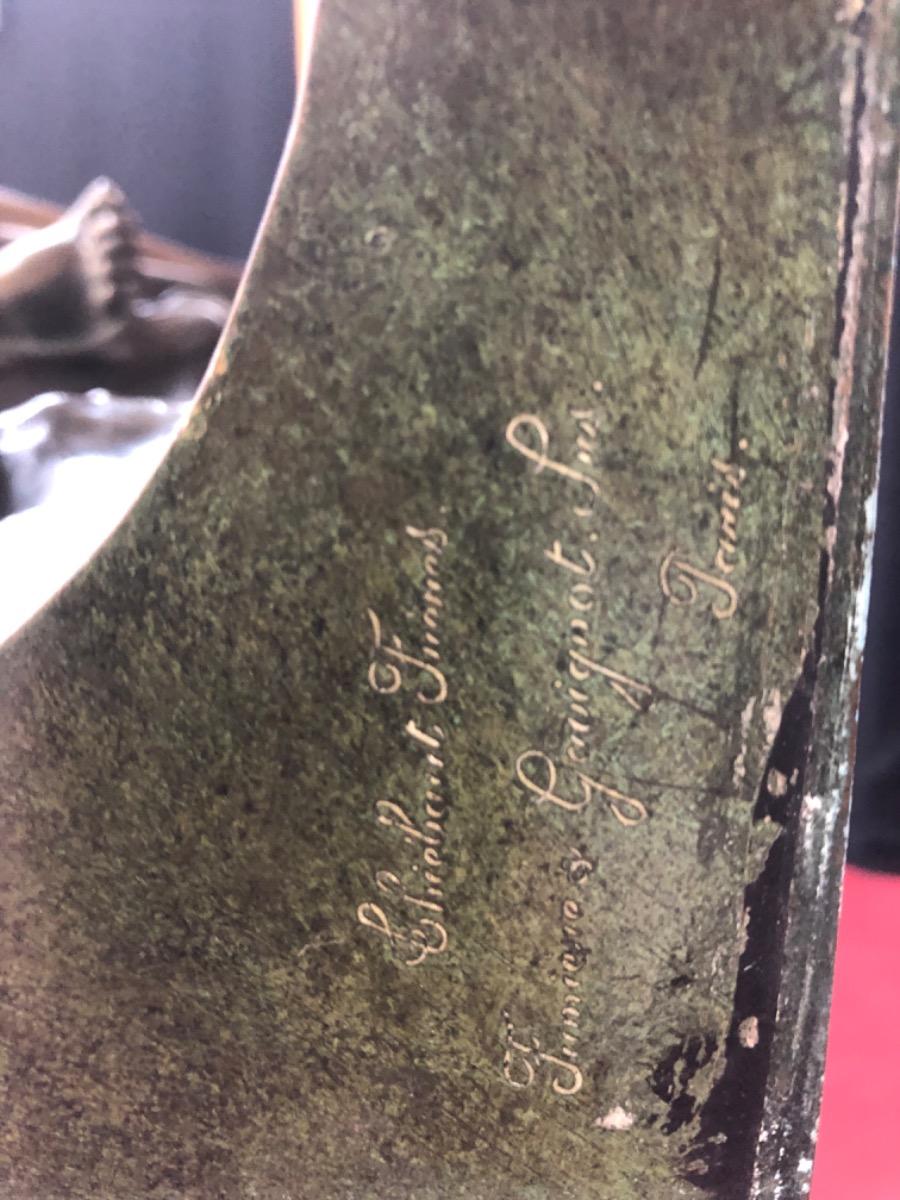 Thiébaut Frères
Fumière & Gavignot. Srs.
Paris.